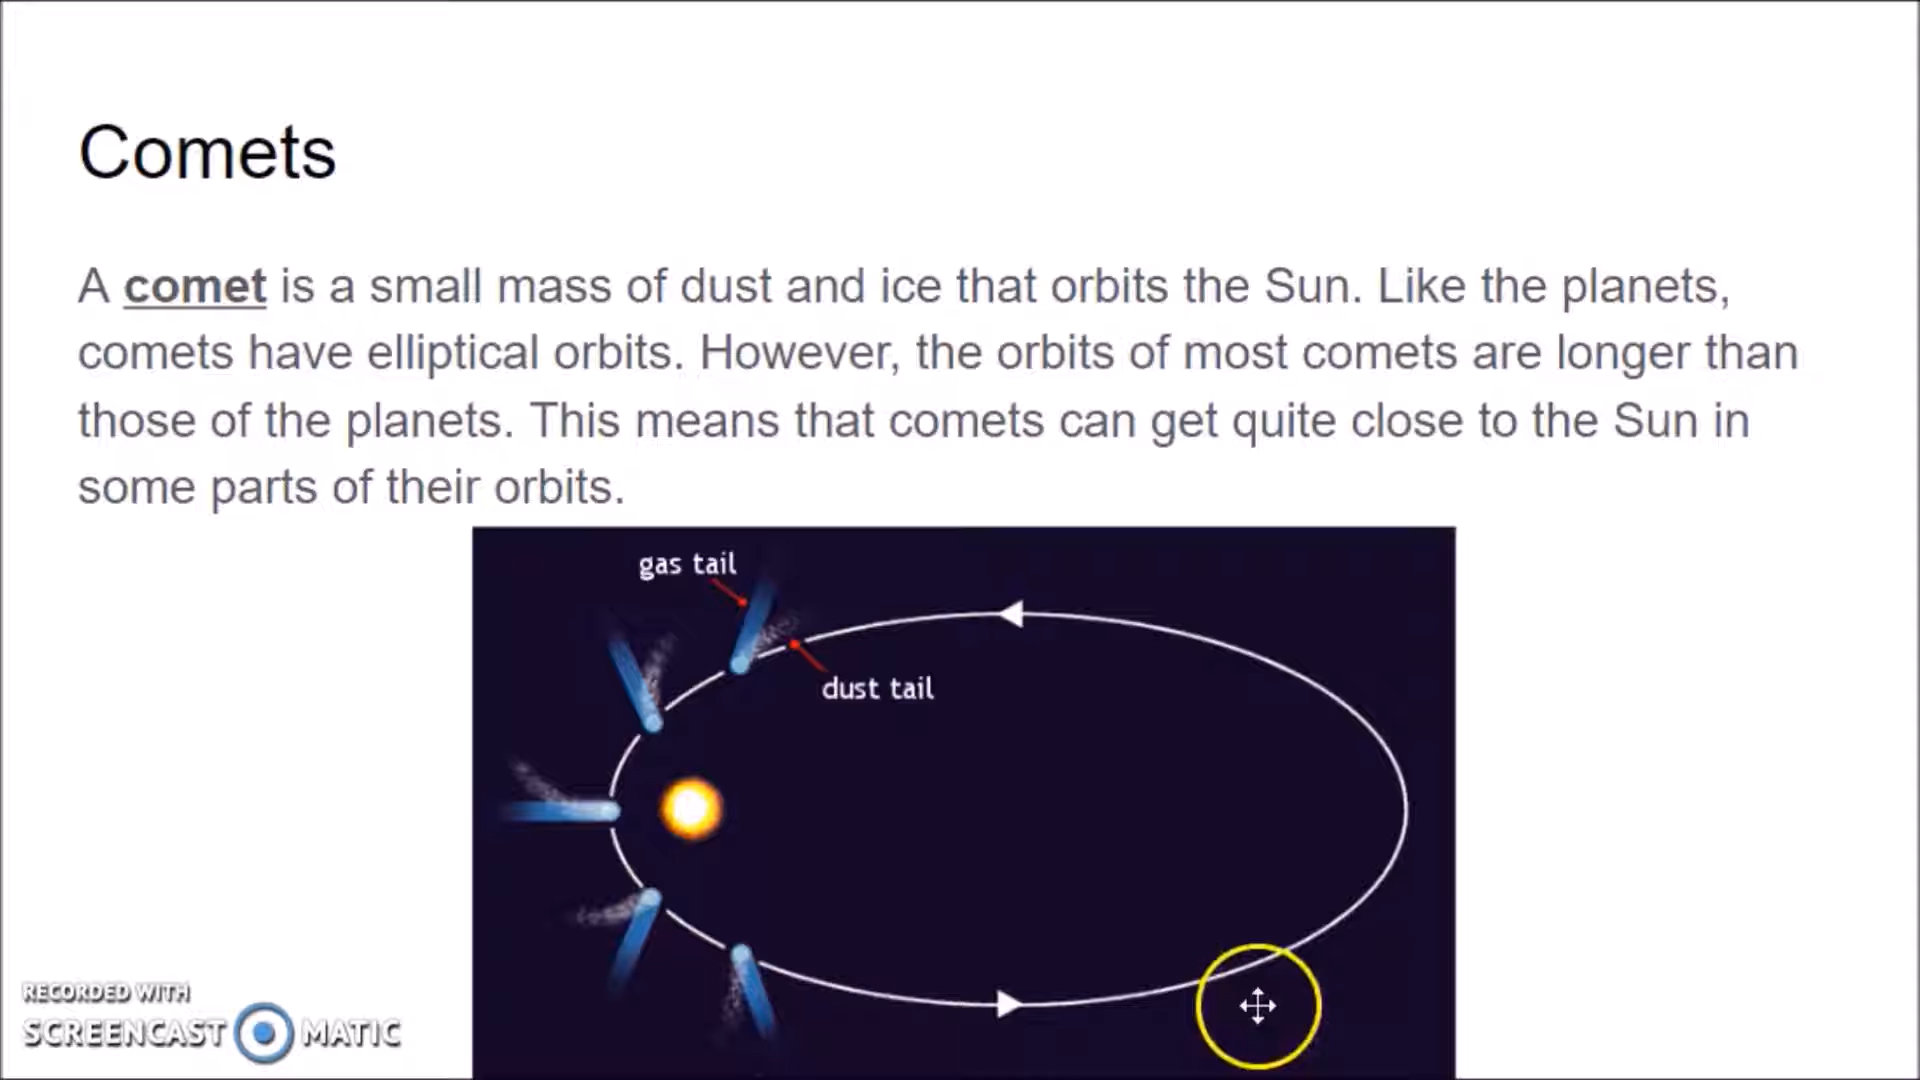 Comets
A comet is a small mass of dust and ice that orbits the Sun. Like the planets,
comets have elliptical orbits. However, the orbits of most comets are longer than
those of the planets. This means that comets can get quite close to the Sun in
some parts of their orbits.
gas tail
dust tail
RECORDED WITH
SCREENCAST MATIC